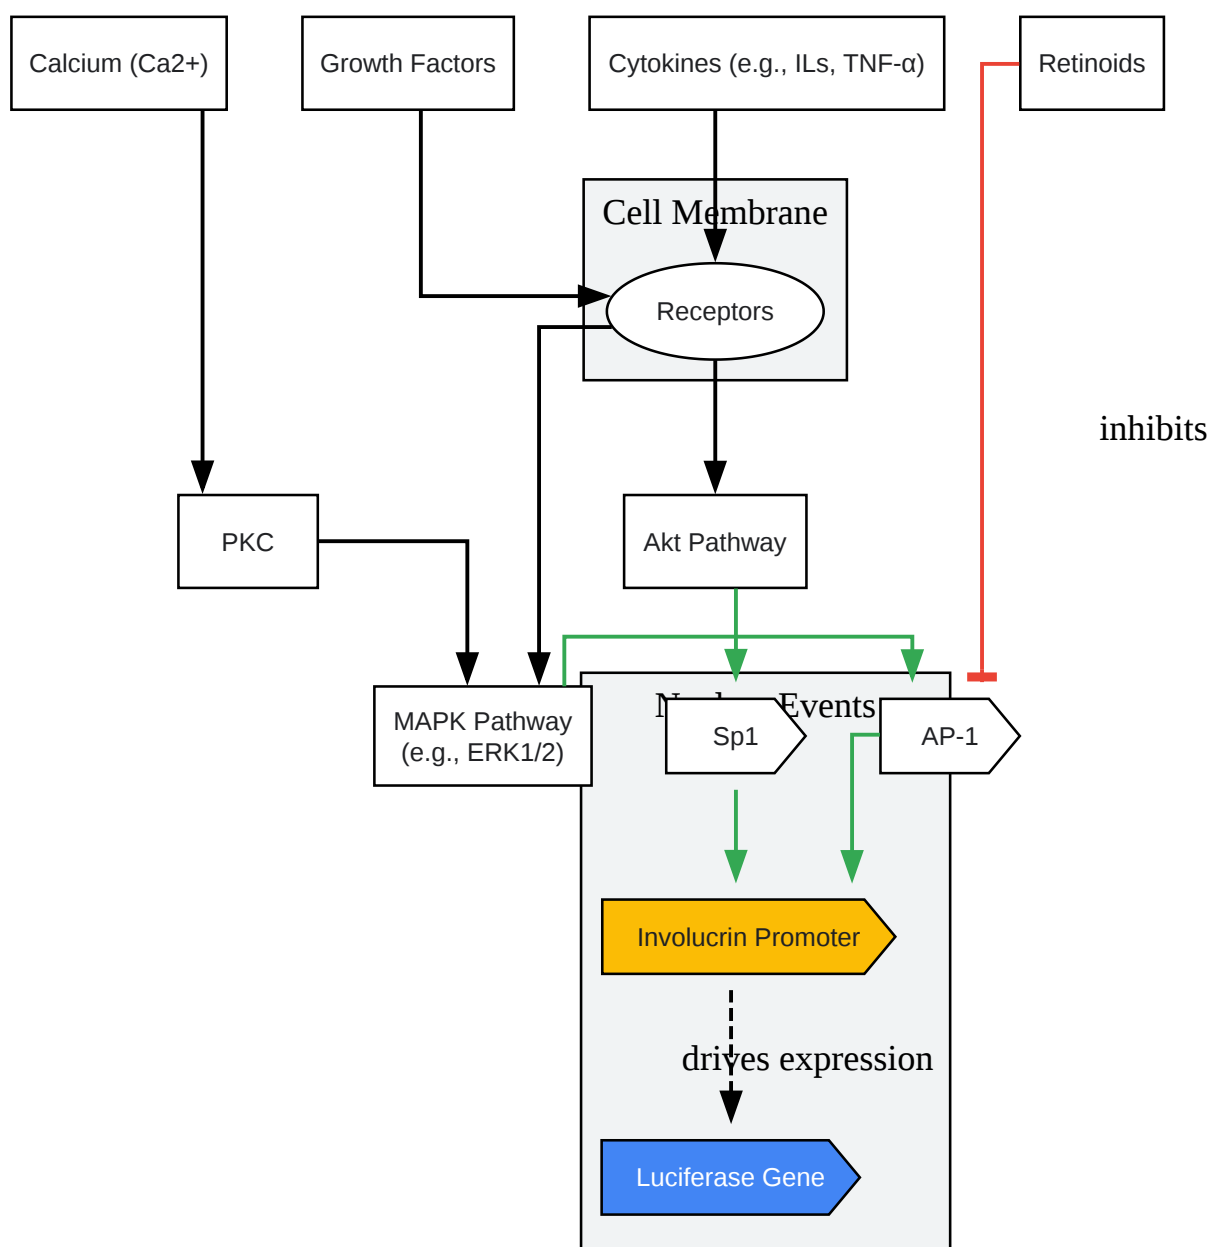 Calcium (Ca2+)
Growth Factors
Cytokines (e.g., ILs, TNF-α)
Retinoids
Cell Membrane
Receptors
inhibits
PKC
Akt Pathway
MAPK Pathway
(e.g., ERK1/2)
Events
Sp1
AP-1
Involucrin Promoter
drives expression
Luciferase Gene